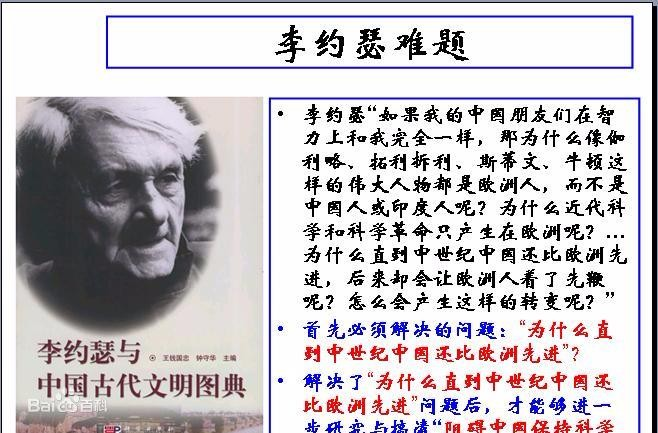 李约瑟难题
• 李约瑟“如果我的中国朋友们在智
力上和我完全一样，那为什么像伽
利略、拓利拆利、斯蒂文、牛顿这
样的伟大人物都是欧洲人，而不是
中国人或印度人呢？为什么近代科
学和科学革命只产生在欧洲呢？…
为什么直到中世纪中国还比欧洲先
进，后来却会让欧洲人着了先鞭
呢？怎么会产生这样的转变呢？”
• 首先必须解决的问题：“为什么直
到中世纪中国还比欧洲先进”？
• 解决了“为什么直到中世纪中国还
比欧洲先进”问题后，才能够进一
步研究与搞清“阻碍中国保持科学
李约瑟与
王钱国忠 钟守华 主编
中国古代文明图典
Bai 百科